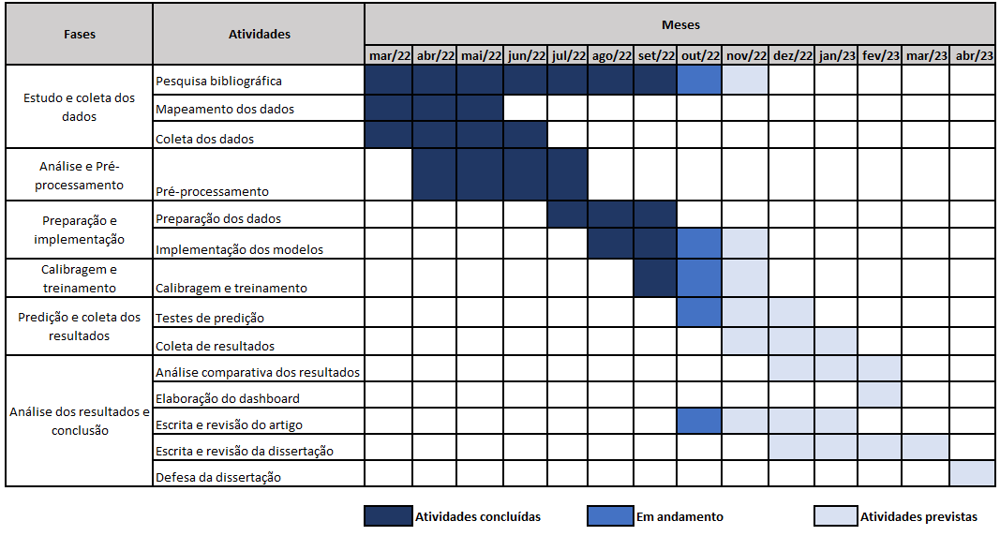 Fases
Atividades
Meses
mar/22 abr/22 mai/22 jun/22 jul/22 ago/22 set/22 out/22 nov/22 dez/22 jan/23 fev/23 mar/23 abr/23
Estudo e coleta dos
dados
Pesquisa bibliográfica
Mapeamento dos dados
Coleta dos dados
Análise e Pré-
processamento
Pré-processamento
Preparação e
implementação
Preparação dos dados
Implementação dos modelos
Calibragem e
treinamento
Calibragem e treinamento
Predição e coleta dos
resultados
Testes de predição
Coleta de resultados
Análise dos resultados e
conclusão
Análise comparativa dos resultados
Elaboração do dashboard
Escrita e revisão do artigo
Escrita e revisão da dissertação
Defesa da dissertação
Atividades concluídas
Em andamento
Atividades previstas